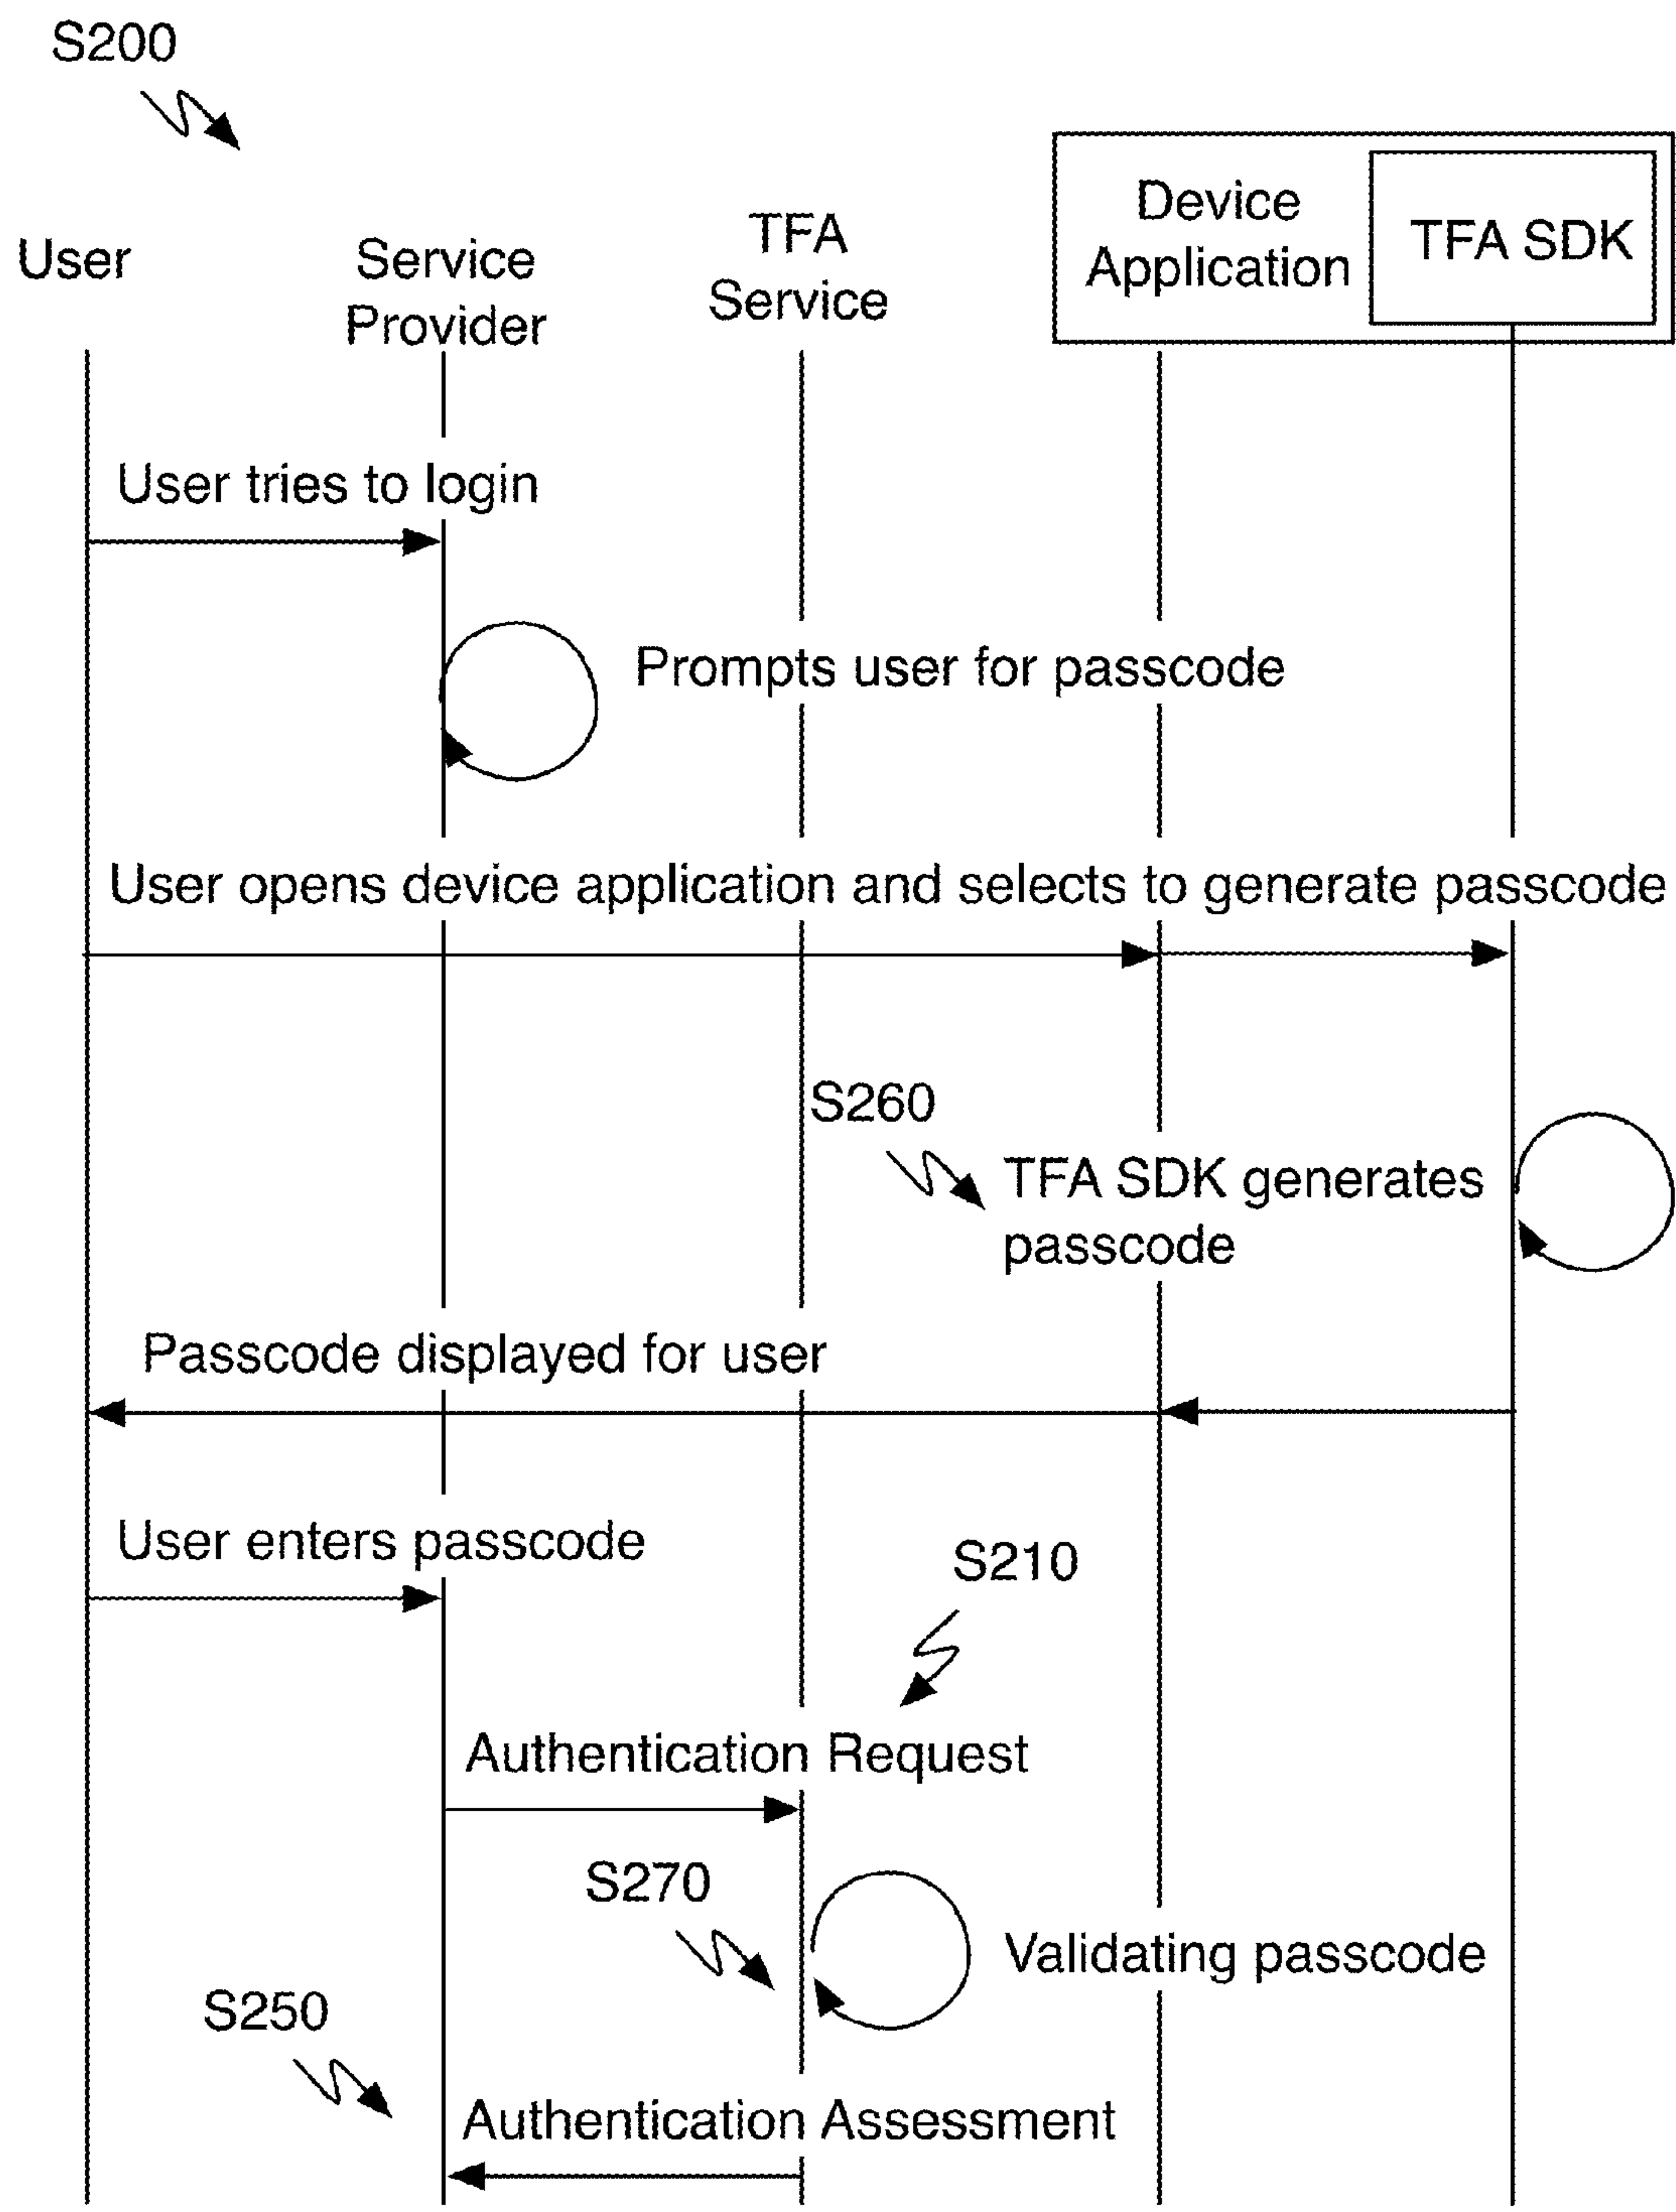 S200
User
Service
Provider
TFA
Service
Device
Application
TFA SDK
User tries to login
Prompts user for passcode
User opens device application and selects to generate passcode
S260
TFA SDK generates
passcode
Passcode displayed for user
User enters passcode
S210
Authentication Request
S270
Validating passcode
S250
Authentication Assessment